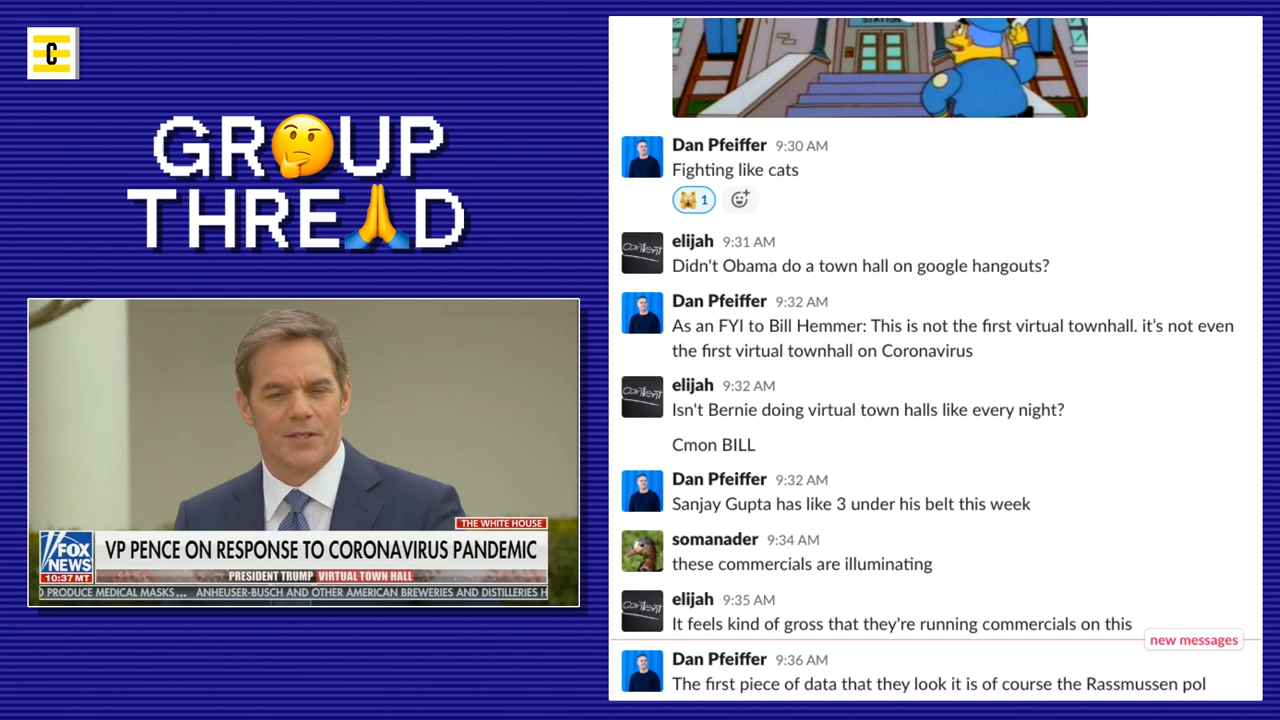 C
GR🤔UP
THRE🙏D
THE WHITE HOUSE
FOX
NEWS
10:37 MT
VP PENCE ON RESPONSE TO CORONAVIRUS PANDEMIC
PRESIDENT TRUMP VIRTUAL TOWN HALL
PRODUCE MEDICAL MASKS... ANHEUSER-BUSCH AND OTHER AMERICAN BREWERIES AND DISTILLERIES H
STATION
Dan Pfeiffer 9:30 AM
Fighting like cats
1
elijah 9:31 AM
Didn't Obama do a town hall on google hangouts?
Dan Pfeiffer 9:32 AM
As an FYI to Bill Hemmer: This is not the first virtual townhall. it's not even
the first virtual townhall on Coronavirus
elijah 9:32 AM
Isn't Bernie doing virtual town halls like every night?
Cmon BILL
Dan Pfeiffer 9:32 AM
Sanjay Gupta has like 3 under his belt this week
somanader 9:34 AM
these commercials are illuminating
elijah 9:35 AM
It feels kind of gross that they're running commercials on this
new messages
Dan Pfeiffer 9:36 AM
The first piece of data that they look it is of course the Rassmussen pol